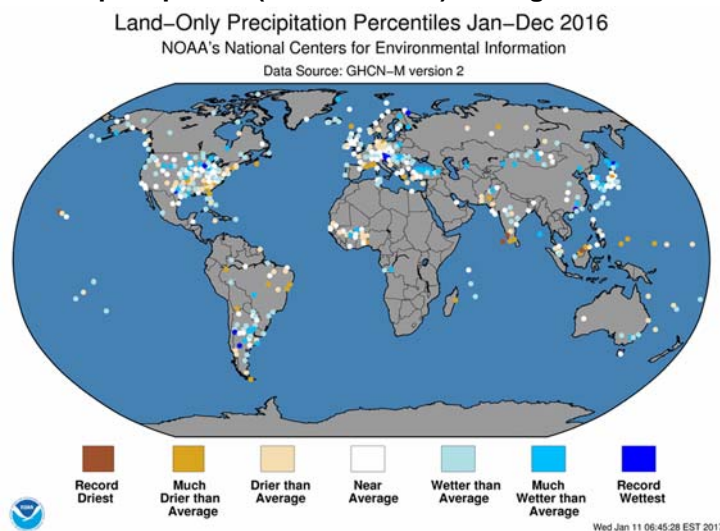 Land-Only Precipitation Percentiles Jan-Dec 2016
NOAA's National Centers for Environmental Information
Data Source: GHCN-M version 2
Record
Driest
Much
Drier than
Average
Drier than
Average
Near
Average
Wetter than
Average
Much
Wetter than
Average
Record
Wettest
Wed Jan 11 06:45:28 EST 2017